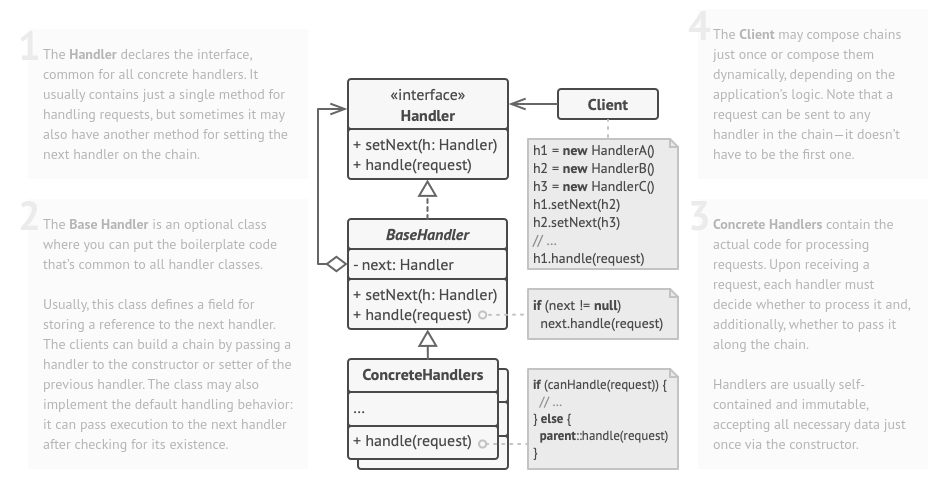 1
The Handler declares the interface,
common for all concrete handlers. It
usually contains just a single method for
handling requests, but sometimes it may
also have another method for setting the
next handler on the chain.
2
The Base Handler is an optional class
where you can put the boilerplate code
that's common to all handler classes.
Usually, this class defines a field for
storing a reference to the next handler.
The clients can build a chain by passing a
handler to the constructor or setter of the
previous handler. The class may also
implement the default handling behavior:
it can pass execution to the next handler
after checking for its existence.
«interface»
Handler
+ setNext(h: Handler)
+ handle(request)
BaseHandler
- next: Handler
+ setNext(h: Handler)
+ handle(request)
ConcreteHandlers
...
+ handle(request)
Client
h1 = new HandlerA()
h2 = new HandlerB()
h3 = new HandlerC()
h1.setNext(h2)
h2.setNext(h3)
// ...
h1.handle(request)
if (next != null)
next.handle(request)
if (canHandle(request)) {
// ...
} else {
parent::handle(request)
}
4
The Client may compose chains
just once or compose them
dynamically, depending on the
application's logic. Note that a
request can be sent to any
handler in the chain—it doesn't
have to be the first one.
3
Concrete Handlers contain the
actual code for processing
requests. Upon receiving a
request, each handler must
decide whether to process it and,
additionally, whether to pass it
along the chain.
Handlers are usually self-
contained and immutable,
accepting all necessary data just
once via the constructor.